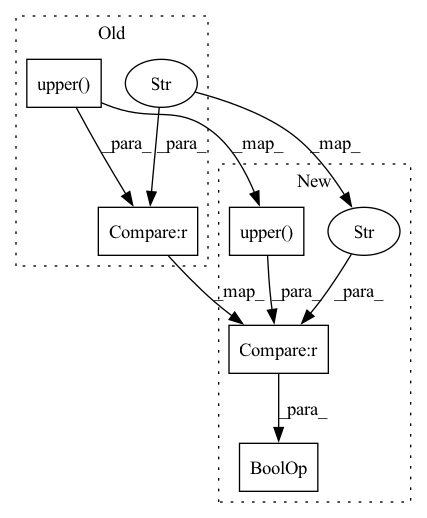 Old
upper()
Str
_para_
_para_
_map_
_map_
New
Compare:r
upper()
Str
_map_
_para_
_para_
Compare:r
_para_
BoolOp